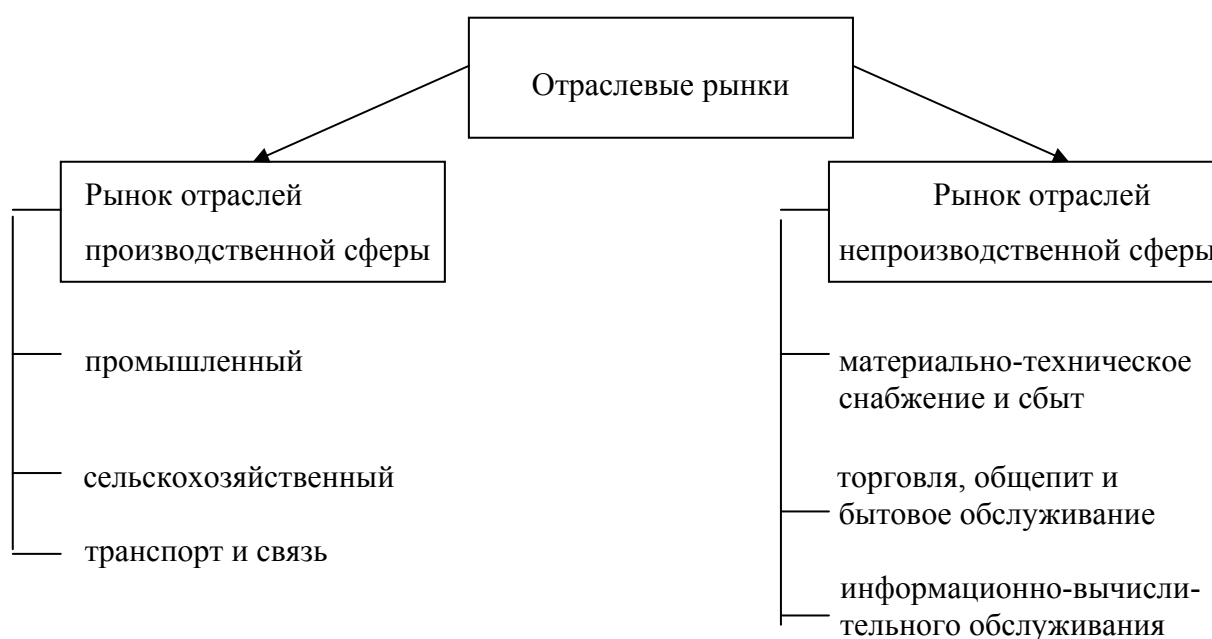 Отраслевые рынки
Рынок отраслей
производственной сферы
промышленный
сельскохозяйственный
транспорт и связь
Рынок отраслей
непроизводственной сферы
материально-техническое
снабжение и сбыт
торговля, общепит и
бытовое обслуживание
информационно-вычисли-
тельного обслуживания